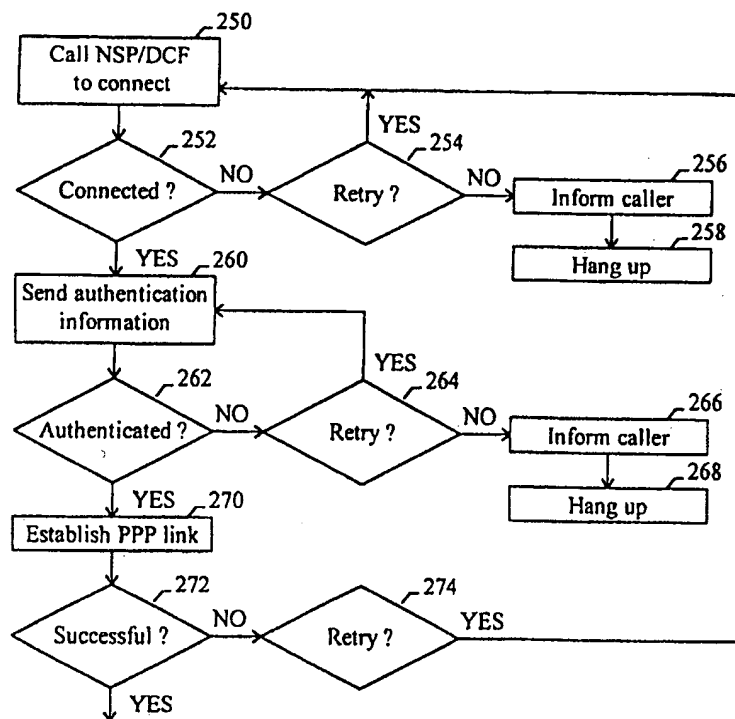 250
Call NSP/DCF
to connect
252
Connected ?
NO
YES
254
Retry ?
NO
256
Inform caller
258
Hang up
YES
260
Send authentication
information
262
Authenticated ?
NO
YES
264
Retry ?
NO
266
Inform caller
268
Hang up
YES
270
Establish PPP link
272
Successful ?
NO
274
Retry ?
YES
YES